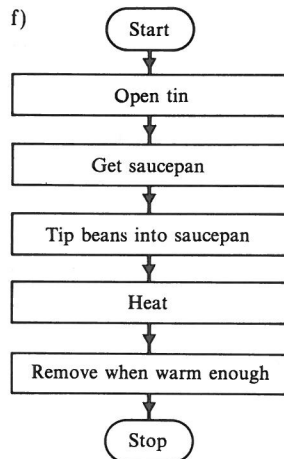 f)
Start
Open tin
Get saucepan
Tip beans into saucepan
Heat
Remove when warm enough
Stop